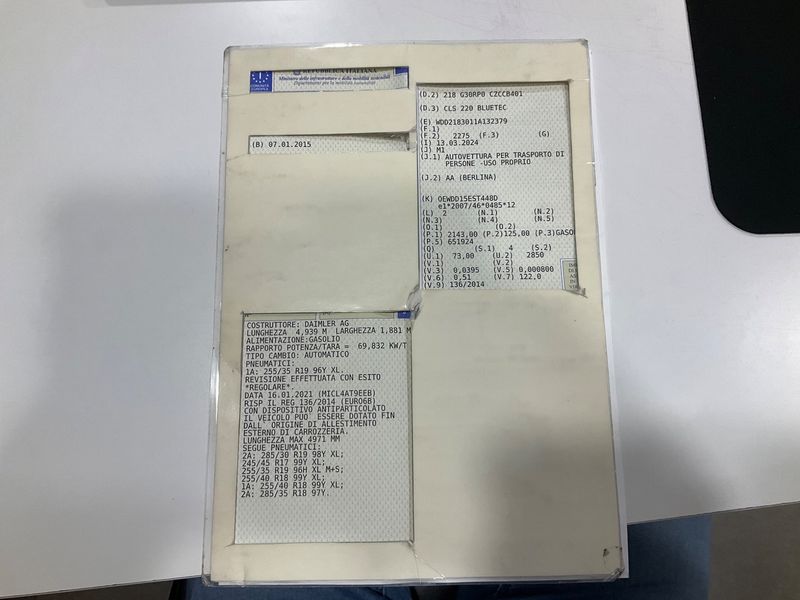 REPUBBLICA ITALIANA
Ministero delle infrastrutture e della mobilità sostenibili
Dipartimento per la mobilità sostenibile
COMUNITÀ EUROPEA
(B) 07.01.2015
COSTRUTTORE: DAIMLER AG
LUNGHEZZA 4,939 M LARGHEZZA 1,881 M
ALIMENTAZIONE:GASOLIO
RAPPORTO POTENZA/TARA = 69,832 KW/T
TIPO CAMBIO: AUTOMATICO
PNEUMATICI:
1A: 255/35 R19 96Y XL.
REVISIONE EFFETTUATA CON ESITO
*REGOLARE*.
DATA 16.01.2021 (MICL4AT9EEB)
RISP IL REG 136/2014 (EURO6B)
CON DISPOSITIVO ANTIPARTICOLATO
IL VEICOLO PUO' ESSERE DOTATO FIN
DALL' ORIGINE DI ALLESTIMENTO
ESTERNO DI CARROZZERIA.
LUNGHEZZA MAX 4971 MM
SEGUE PNEUMATICI:
2A: 285/30 R19 98Y XL;
245/45 R17 99Y XL;
255/35 R19 96H XL M+S;
255/40 R18 99Y XL;
1A: 255/40 R18 99Y XL;
2A: 285/35 R18 97Y.
(D.2) 218 G30RP0 CZCCB401
(D.3) CLS 220 BLUETEC
(E) WDD2183011A132379
(F.1)
(F.2) 2275 (F.3) (G)
(I) 13.03.2024
(J) M1
(J.1) AUTOVETTURA PER TRASPORTO DI
PERSONE -USO PROPRIO
(J.2) AA (BERLINA)
(K) OEWDD15EST448D
e1*2007/46*0485*12
(L) 2 (N.1) (N.2)
(N.3) (N.4) (N.5)
(O.1) (O.2)
(P.1) 2143,00 (P.2)125,00 (P.3)GASO
(P.5) 651924
(Q) (S.1) 4 (S.2)
(U.1) 73,00 (U.2) 2850
(V.1) (V.2)
(V.3) 0,0395 (V.5) 0,000800
(V.6) 0,51 (V.7) 122,0
(V.9) 136/2014